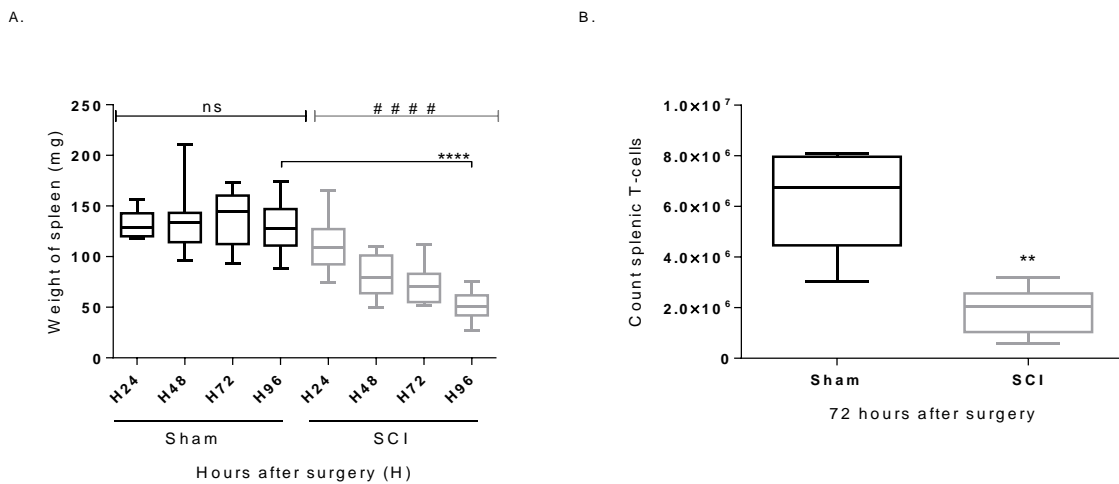 A.
250
200
150
100
50
0
Weight of spleen (mg)
ns
# # # #
****
H24 H48 H72 H96 H24 H48 H72 H96
Sham SCI
Hours after surgery (H)
B.
1.0×10⁷
8.0×10⁶
6.0×10⁶
4.0×10⁶
2.0×10⁶
0
Count splenic T-cells
**
Sham SCI
72 hours after surgery